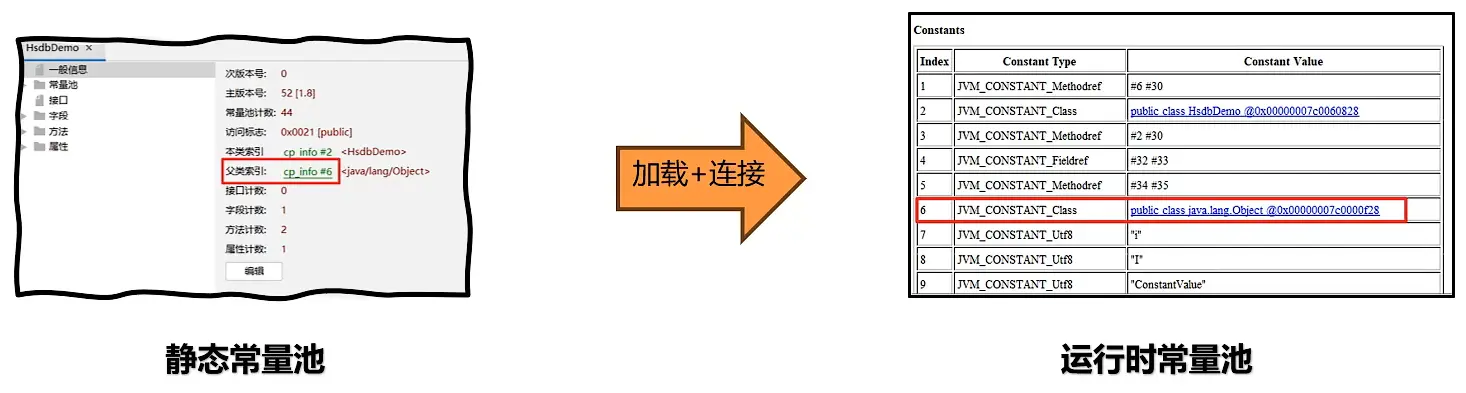 HsdbDemo ×
一般信息
常量池
接口
字段
方法
属性
次版本号: 0
主版本号: 52 [1.8]
常量池计数: 44
访问标志: 0x0021 [public]
本类索引 cp_info #2 <HsdbDemo>
父类索引: cp_info #6 <java/lang/Object>
接口计数: 0
字段计数: 1
方法计数: 2
属性计数: 1
编辑
静态常量池
加载+连接
Constants
Index Constant Type Constant Value
1 JVM_CONSTANT_Methodref #6 #30
2 JVM_CONSTANT_Class public class HsdbDemo @0x00000007c0060828
3 JVM_CONSTANT_Methodref #2 #30
4 JVM_CONSTANT_Fieldref #32 #33
5 JVM_CONSTANT_Methodref #34 #35
6 JVM_CONSTANT_Class public class java.lang.Object @0x00000007c0000f28
7 JVM_CONSTANT_Utf8 "i"
8 JVM_CONSTANT_Utf8 "I"
9 JVM_CONSTANT_Utf8 "ConstantValue"
运行时常量池